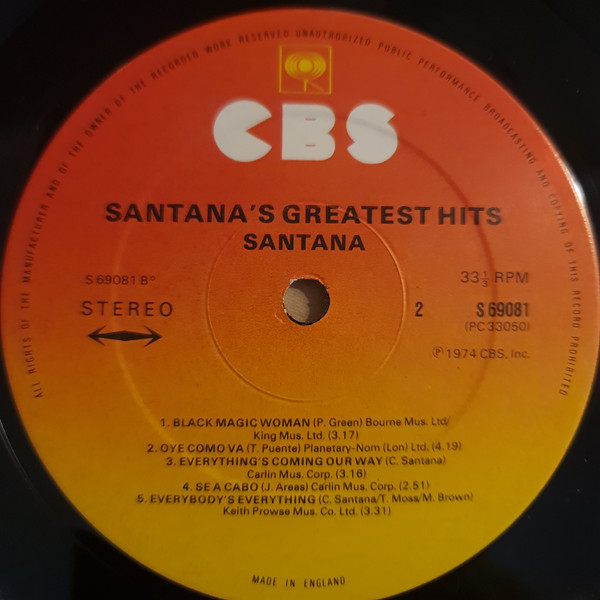 ALL RIGHTS OF THE MANUFACTURER AND OF THE OWNER OF THE RECORDED WORK RESERVED UNAUTHORIZED PUBLIC PERFORMANCE BROADCASTING AND COPYING OF THIS RECORD PROHIBITED
CBS
SANTANA'S GREATEST HITS
SANTANA
S 69081 B° 33⅓ RPM
STEREO 2 S 69081
(PC 33050)
℗ 1974 CBS, Inc.
1. BLACK MAGIC WOMAN (P. Green) Bourne Mus. Ltd/
King Mus. Ltd. (3.17)
2. OYE COMO VA (T. Puente) Planetary-Nom (Lon) Ltd. (4.19)
3. EVERYTHING'S COMING OUR WAY (C. Santana)
Carlin Mus. Corp. (3.16)
4. SE A CABO (J. Areas) Carlin Mus. Corp. (2.51)
5. EVERYBODY'S EVERYTHING (C. Santana/T. Moss/M. Brown)
Keith Prowse Mus. Co. Ltd. (3.31)
MADE IN ENGLAND